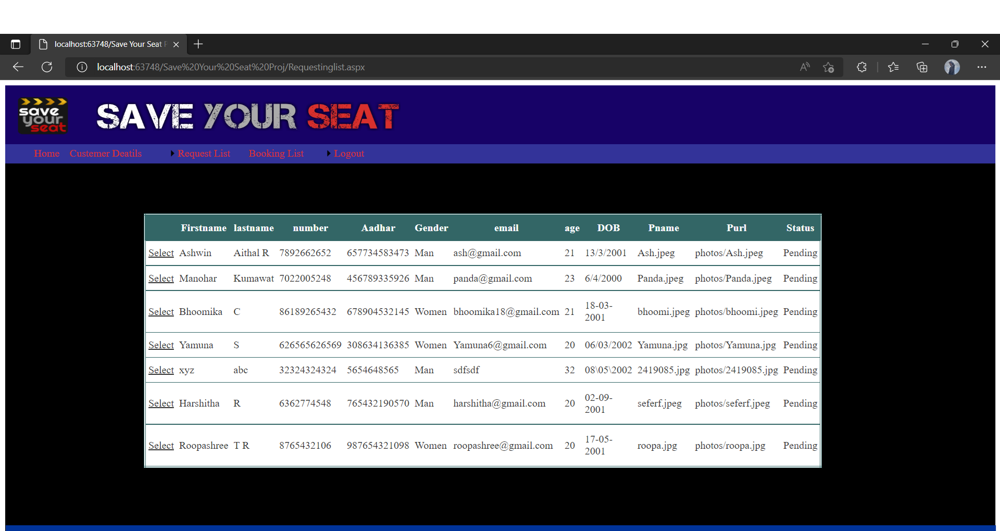 localhost:63748/Save Your Seat P
localhost:63748/Save%20Your%20Seat%20Proj/Requestinglist.aspx
save
your
seat
SAVE YOUR SEAT
Home Custemer Deatils Request List Booking List Logout
Firstname lastname number Aadhar Gender email age DOB Pname Purl Status
Select Ashwin Aithal R 7892662652 657734583473 Man ash@gmail.com 21 13/3/2001 Ash.jpeg photos/Ash.jpeg Pending
Select Manohar Kumawat 7022005248 456789335926 Man panda@gmail.com 23 6/4/2000 Panda.jpeg photos/Panda.jpeg Pending
Select Bhoomika C 86189265432 678904532145 Women bhoomika18@gmail.com 21 18-03-
2001 bhoomi.jpeg photos/bhoomi.jpeg Pending
Select Yamuna S 626565626569 308634136385 Women Yamuna6@gmail.com 20 06/03/2002 Yamuna.jpg photos/Yamuna.jpg Pending
Select xyz abc 32324324324 5654648565 Man sdfsdf 32 08\05\2002 2419085.jpg photos/2419085.jpg Pending
Select Harshitha R 6362774548 765432190570 Man harshitha@gmail.com 20 02-09-
2001 seferf.jpeg photos/seferf.jpeg Pending
Select Roopashree T R 8765432106 987654321098 Women roopashree@gmail.com 20 17-05-
2001 roopa.jpg photos/roopa.jpg Pending